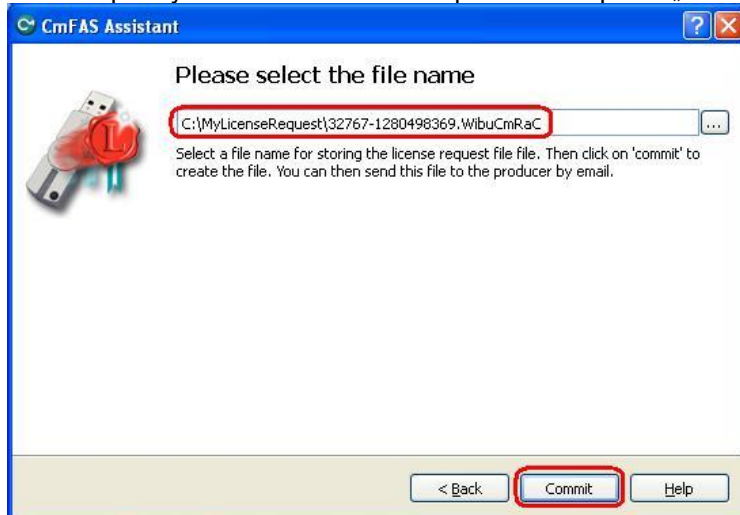 CmFAS Assistant
Please select the file name
C:\MyLicenseRequest\32767-1280498369.WibuCmRaC
...
Select a file name for storing the license request file file. Then click on 'commit' to
create the file. You can then send this file to the producer by email.
L
< Back
Commit
Help